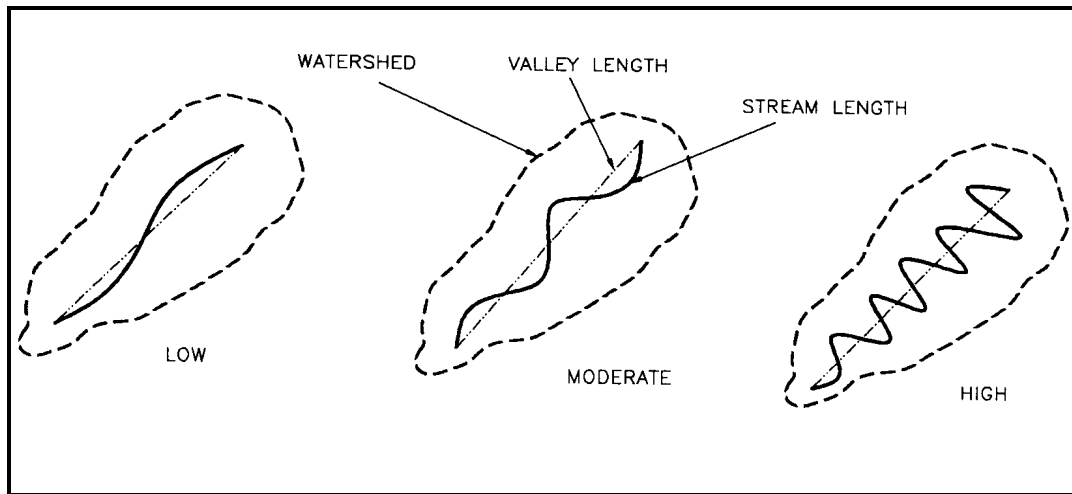 WATERSHED
VALLEY LENGTH
STREAM LENGTH
LOW
MODERATE
HIGH